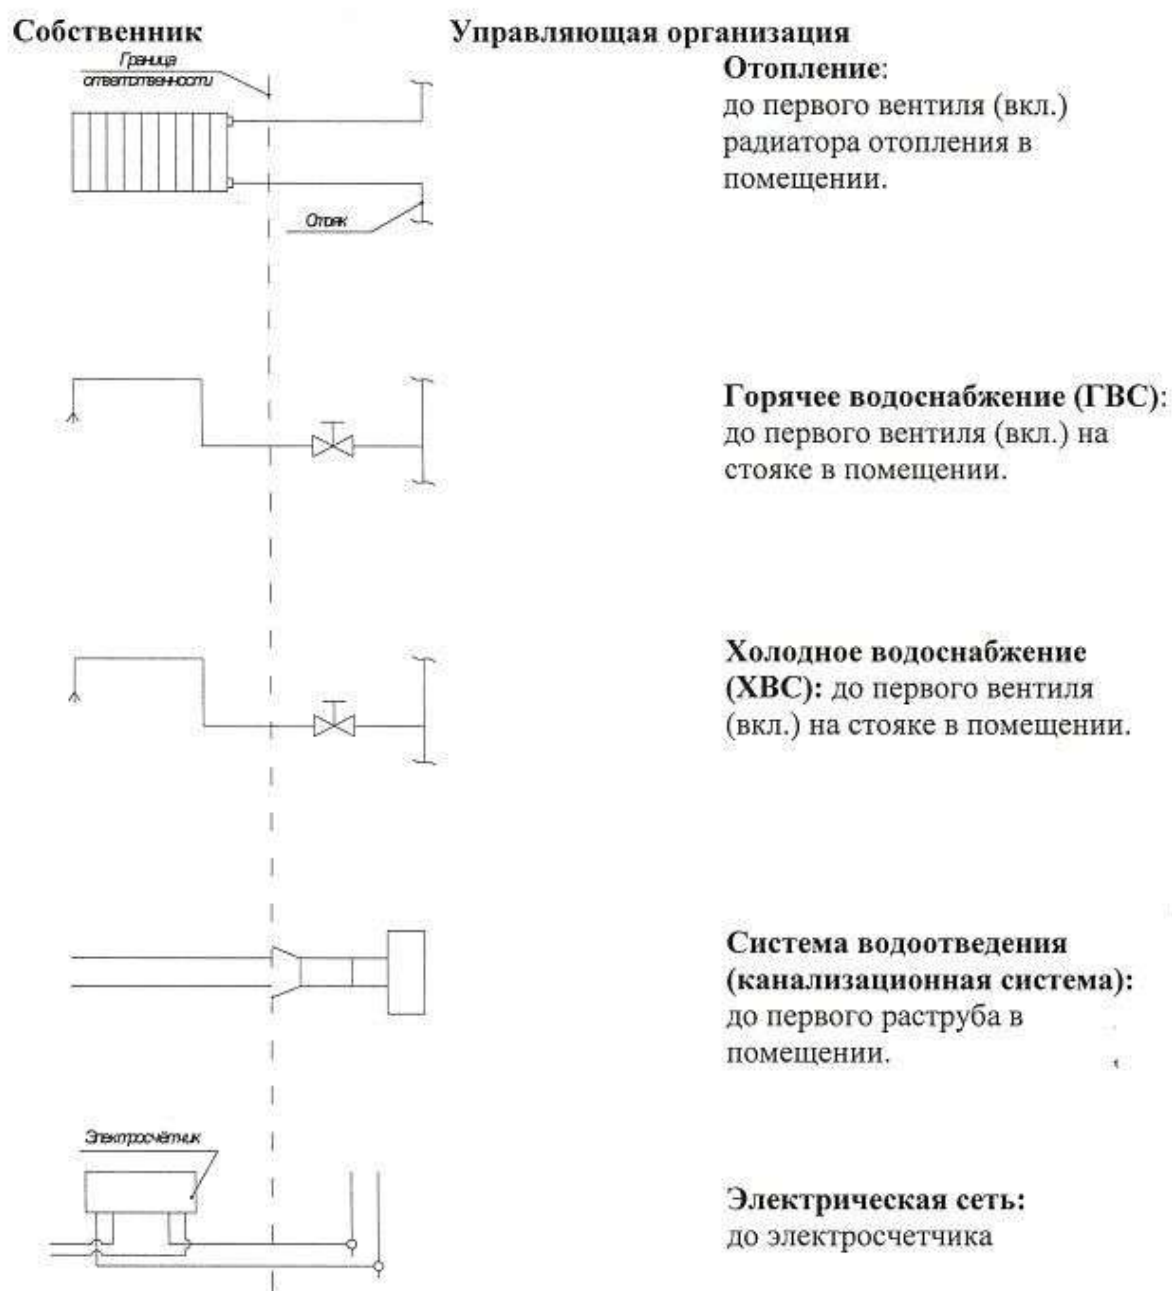 Собственник
Управляющая организация
Граница
ответственности
Отопление:
до первого вентиля (вкл.)
радиатора отопления в
помещении.
Стояк
Горячее водоснабжение (ГВС):
до первого вентиля (вкл.) на
стояке в помещении.
Холодное водоснабжение
(ХВС): до первого вентиля
(вкл.) на стояке в помещении.
Система водоотведения
(канализационная система):
до первого раструба в
помещении.
Электросчётчик
Электрическая сеть:
до электросчетчика